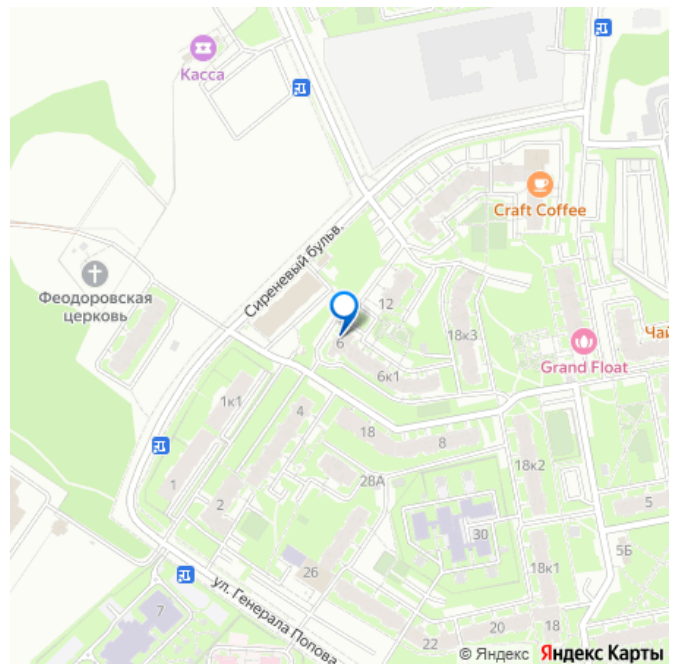 Касса
Craft Coffee
Сиреневый бульв.
Феодоровская
церковь
12
18к3
6
Чай
Grand Float
6к1
1к1
4
18
8
18к2
1
2
28А
5
30
5Б
26
18к1
7
ул. Генерала Попова
22
20
18
© Яндекс Яндекс Карты